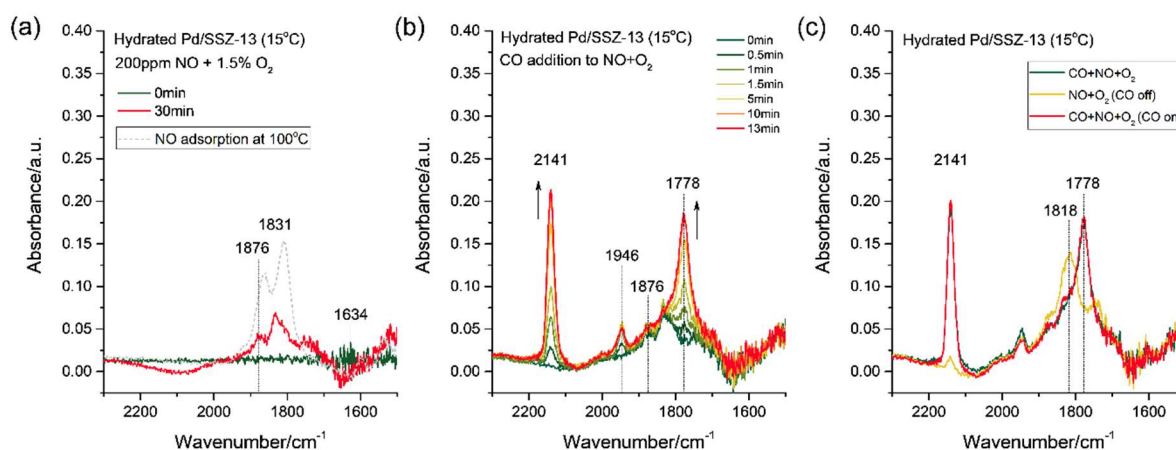 (a)
Hydrated Pd/SSZ-13 (15°C)
200ppm NO + 1.5% O₂
0min
30min
NO adsorption at 100°C
1876
1831
1634
0.40
0.35
0.30
0.25
0.20
0.15
0.10
0.05
0.00
Absorbance/a.u.
2200
2000
1800
1600
Wavenumber/cm⁻¹
(b)
Hydrated Pd/SSZ-13 (15°C)
CO addition to NO+O₂
0min
0.5min
1min
1.5min
5min
10min
13min
2141
1946
1876
1778
0.40
0.35
0.30
0.25
0.20
0.15
0.10
0.05
0.00
Absorbance/a.u.
2200
2000
1800
1600
Wavenumber/cm⁻¹
(c)
Hydrated Pd/SSZ-13 (15°C)
CO+NO+O₂
NO+O₂ (CO off)
CO+NO+O₂ (CO on
2141
1818
1778
0.40
0.35
0.30
0.25
0.20
0.15
0.10
0.05
0.00
Absorbance/a.u.
2200
2000
1800
1600
Wavenumber/cm⁻¹